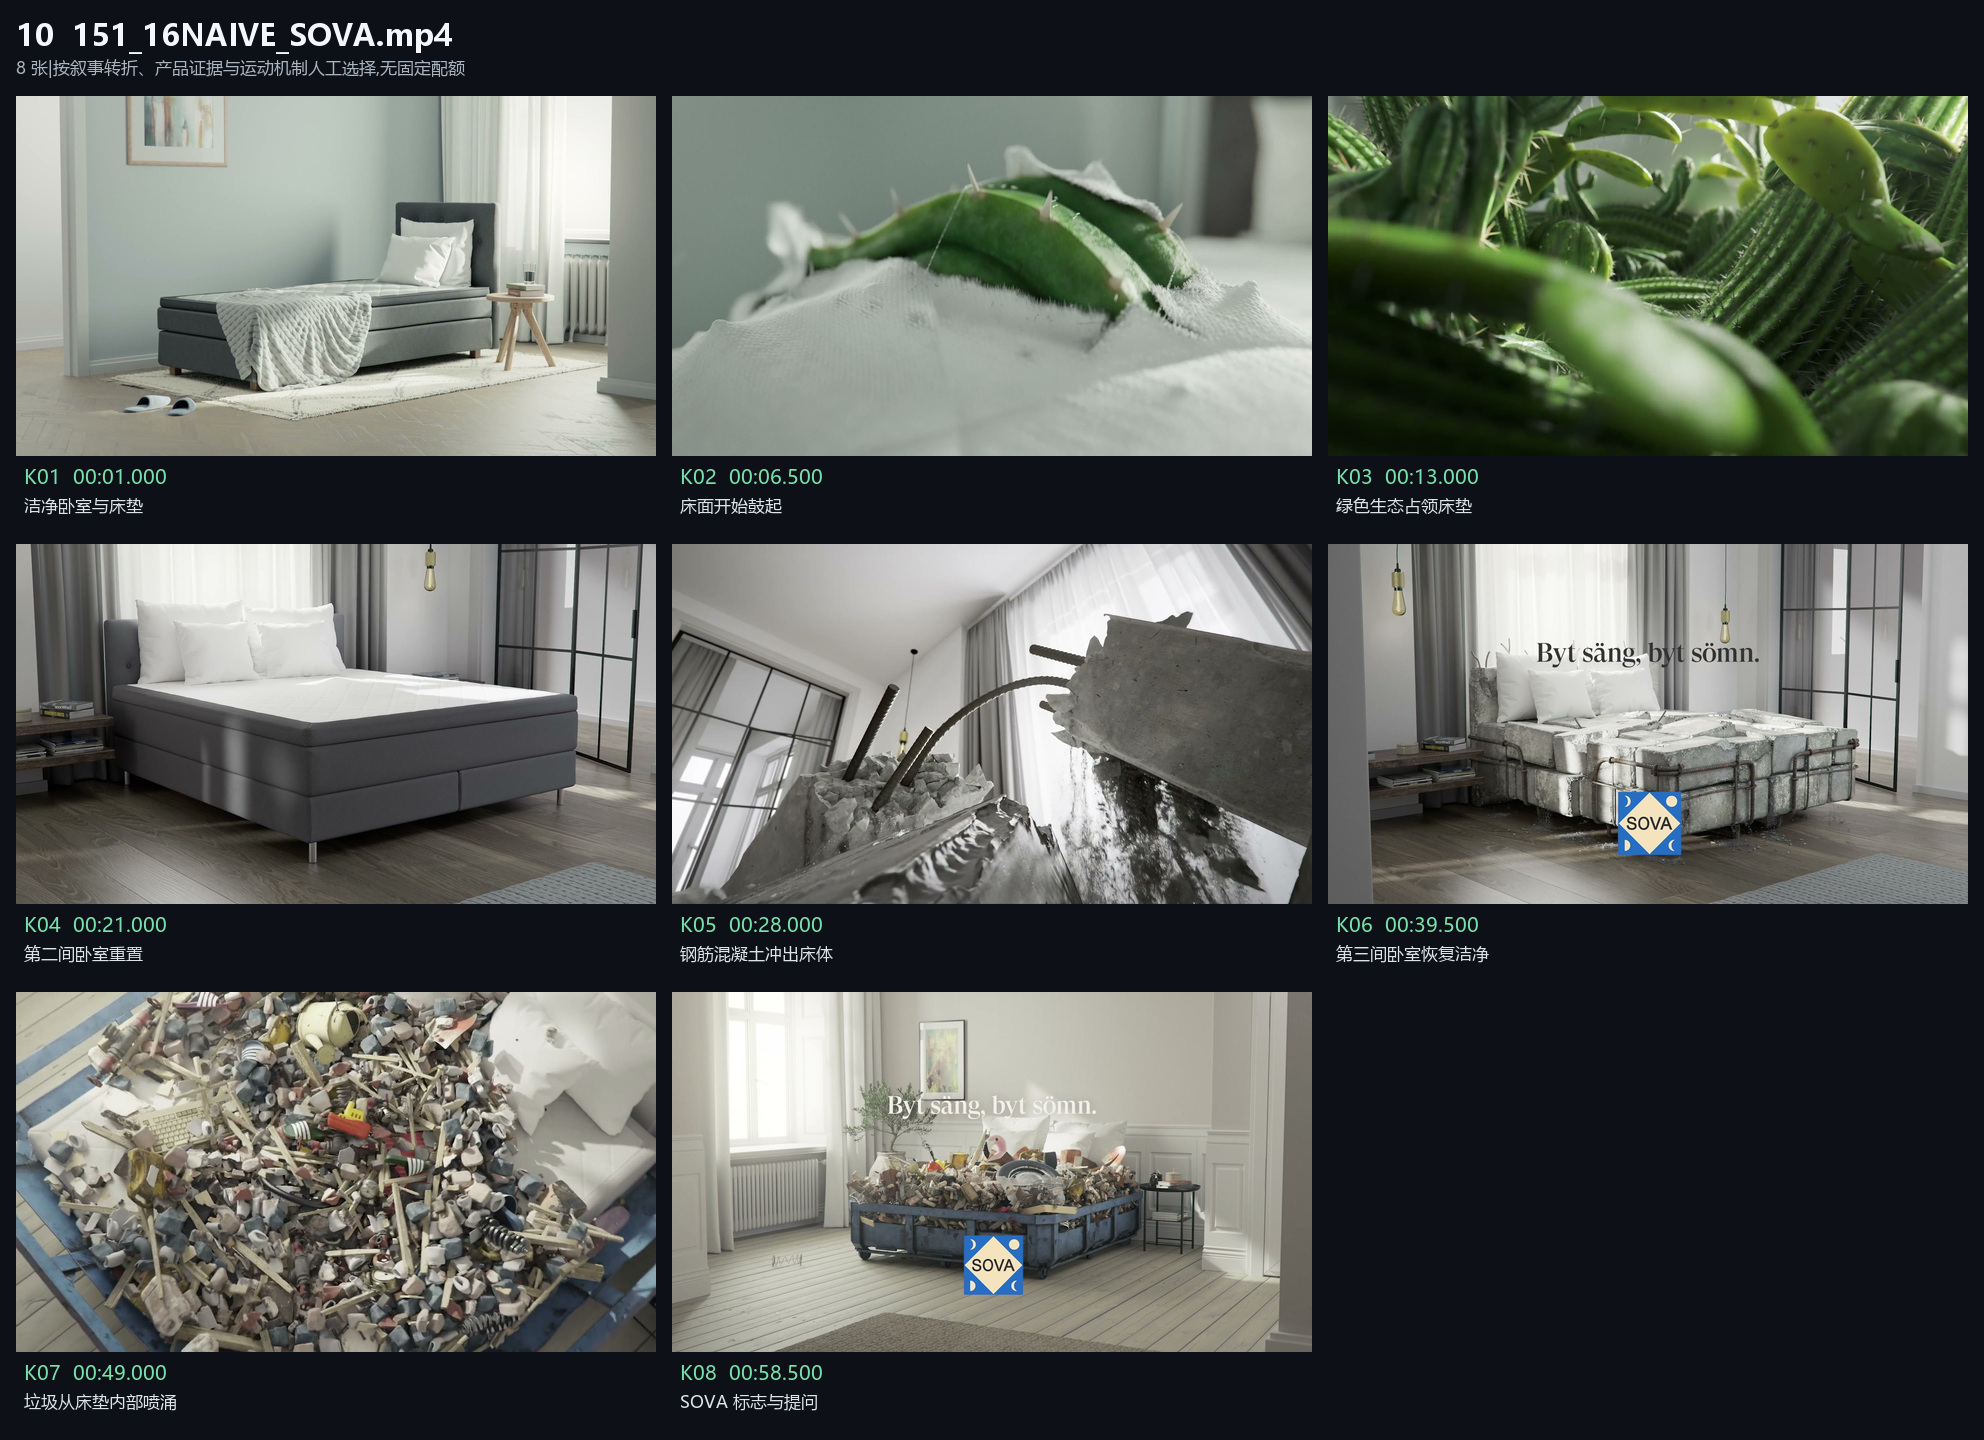 10 151_16NAIVE_SOVA.mp4
8 张|按叙事转折、产品证据与运动机制人工选择,无固定配额
K01 00:01.000
洁净卧室与床垫
K02 00:06.500
床面开始鼓起
K03 00:13.000
绿色生态占领床垫
K04 00:21.000
第二间卧室重置
K05 00:28.000
钢筋混凝土冲出床体
Byt säng, byt sömn.
SOVA
K06 00:39.500
第三间卧室恢复洁净
K07 00:49.000
垃圾从床垫内部喷涌
Byt säng, byt sömn.
SOVA
K08 00:58.500
SOVA 标志与提问